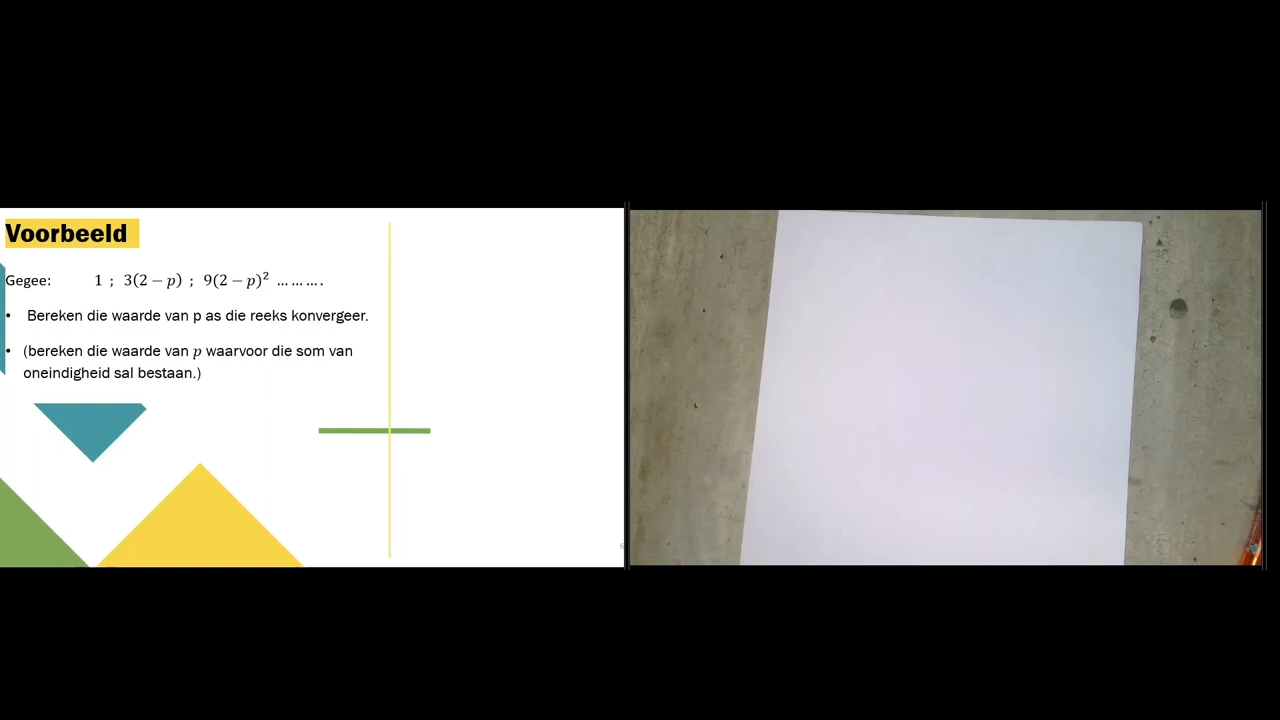 Voorbeeld
Gegee: 1 ; 3(2 − p) ; 9(2 − p)² ... ... ....
• Bereken die waarde van p as die reeks konvergeer.
• (bereken die waarde van p waarvoor die som van
oneindigheid sal bestaan.)
6